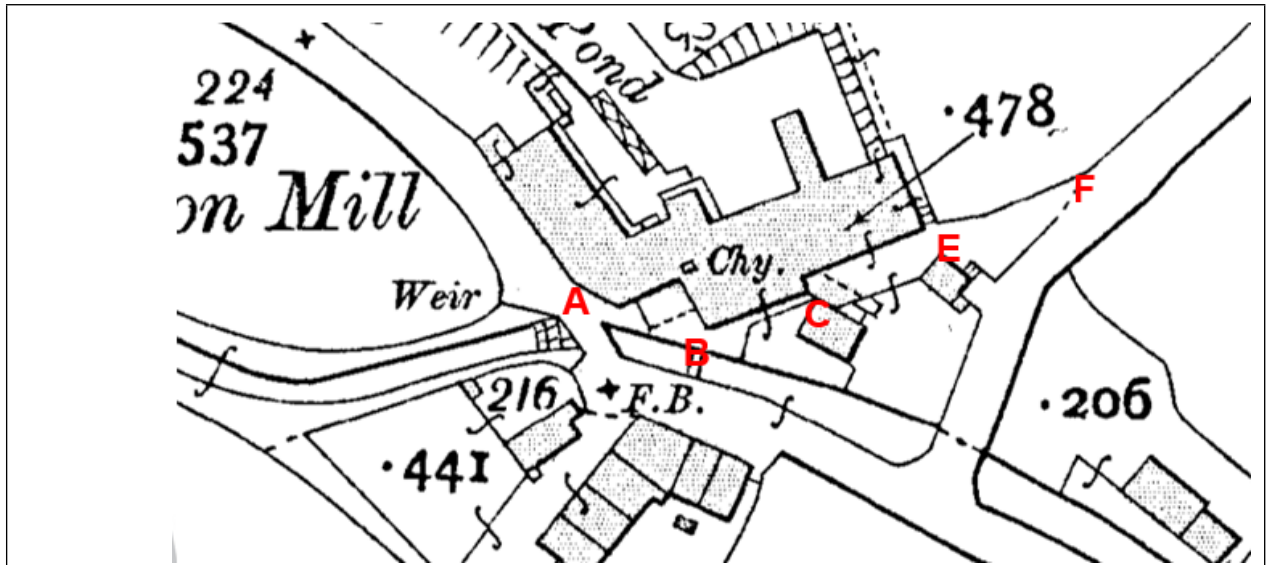 Pond
224
537
on Mill
·478
F
E
Chy.
Weir
A
C
B
216
F.B.
·206
·441